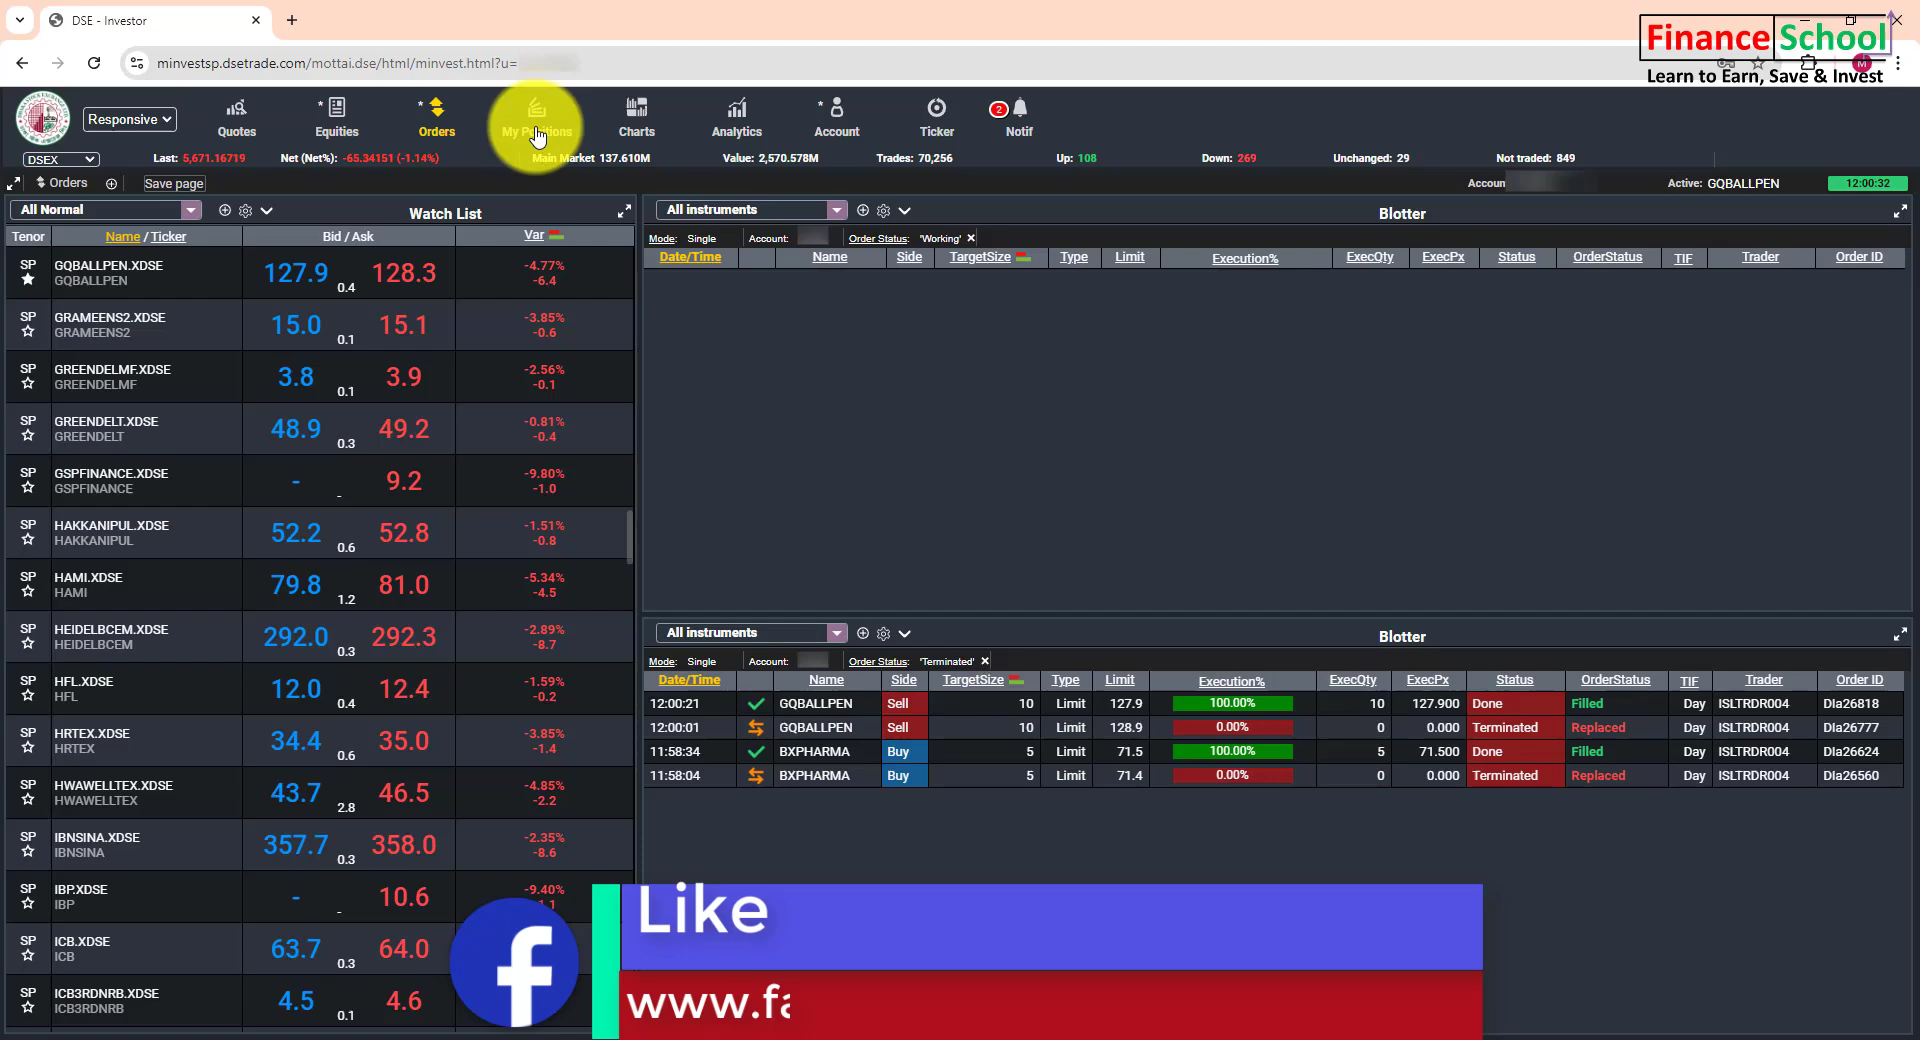 DSE - Investor
Finance School
Learn to Earn, Save & Invest
minvestsp.dsetrade.com/mottai.dse/html/minvest.html?u=
M
Responsive
Quotes
* Equities
* Orders
My Positions
Charts
Analytics
* Account
Ticker
2
Notif
DSEX
Last: 5,671.16719
Net (Net%): -65.34151 (-1.14%)
Main Market 137.610M
Value: 2,570.578M
Trades: 70,256
Up: 108
Down: 269
Unchanged: 29
Not traded: 849
Orders
Save page
Accoun
Active: GQBALLPEN
12:00:32
All Normal
Watch List
Tenor Name / Ticker Bid / Ask Var
SP GQBALLPEN.XDSE 127.9 128.3 -4.77%
GQBALLPEN 0.4 -6.4
SP GRAMEENS2.XDSE 15.0 15.1 -3.85%
GRAMEENS2 0.1 -0.6
SP GREENDELMF.XDSE 3.8 3.9 -2.56%
GREENDELMF 0.1 -0.1
SP GREENDELT.XDSE 48.9 49.2 -0.81%
GREENDELT 0.3 -0.4
SP GSPFINANCE.XDSE - 9.2 -9.80%
GSPFINANCE - -1.0
SP HAKKANIPUL.XDSE 52.2 52.8 -1.51%
HAKKANIPUL 0.6 -0.8
SP HAMI.XDSE 79.8 81.0 -5.34%
HAMI 1.2 -4.5
SP HEIDELBCEM.XDSE 292.0 292.3 -2.89%
HEIDELBCEM 0.3 -8.7
SP HFL.XDSE 12.0 12.4 -1.59%
HFL 0.4 -0.2
SP HRTEX.XDSE 34.4 35.0 -3.85%
HRTEX 0.6 -1.4
SP HWAWELLTEX.XDSE 43.7 46.5 -4.85%
HWAWELLTEX 2.8 -2.2
SP IBNSINA.XDSE 357.7 358.0 -2.35%
IBNSINA 0.3 -8.6
SP IBP.XDSE - 10.6 -9.40%
IBP -
SP ICB.XDSE 63.7 64.0
ICB 0.3
SP ICB3RDNRB.XDSE 4.5 4.6
ICB3RDNRB 0.1
All instruments
Blotter
Mode: Single Account: Order Status: 'Working' ✕
Date/Time Name Side TargetSize Type Limit Execution% ExecQty ExecPx Status OrderStatus TIF Trader Order ID
All instruments
Blotter
Mode: Single Account: Order Status: 'Terminated' ✕
Date/Time Name Side TargetSize Type Limit Execution% ExecQty ExecPx Status OrderStatus TIF Trader Order ID
12:00:21 GQBALLPEN Sell 10 Limit 127.9 100.00% 10 127.900 Done Filled Day ISLTRDR004 DIa26818
12:00:01 GQBALLPEN Sell 10 Limit 128.9 0.00% 0 0.000 Terminated Replaced Day ISLTRDR004 DIa26777
11:58:34 BXPHARMA Buy 5 Limit 71.5 100.00% 5 71.500 Done Filled Day ISLTRDR004 DIa26624
11:58:04 BXPHARMA Buy 5 Limit 71.4 0.00% 0 0.000 Terminated Replaced Day ISLTRDR004 DIa26560
f
Like
www.fa